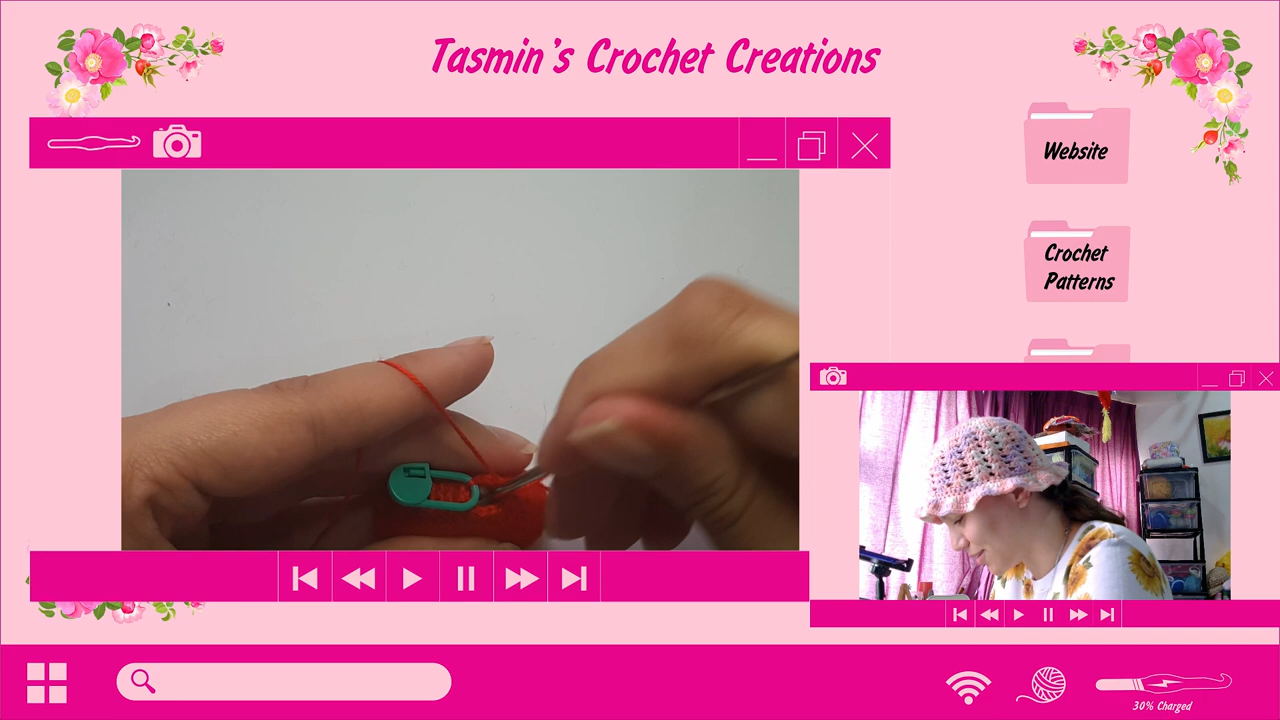 Tasmin's Crochet Creations
Website
Crochet
Patterns
30% Charged